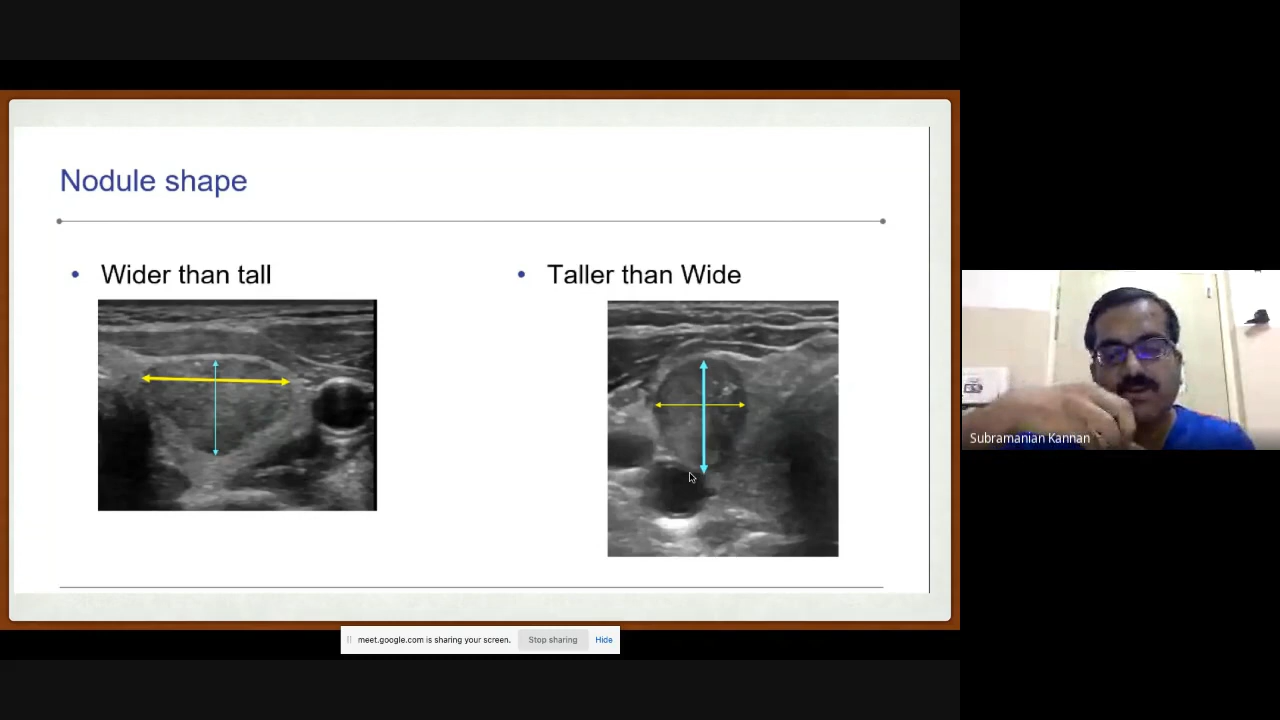 Nodule shape
• Wider than tall
• Taller than Wide
Subramanian Kannan
meet.google.com is sharing your screen. Stop sharing Hide